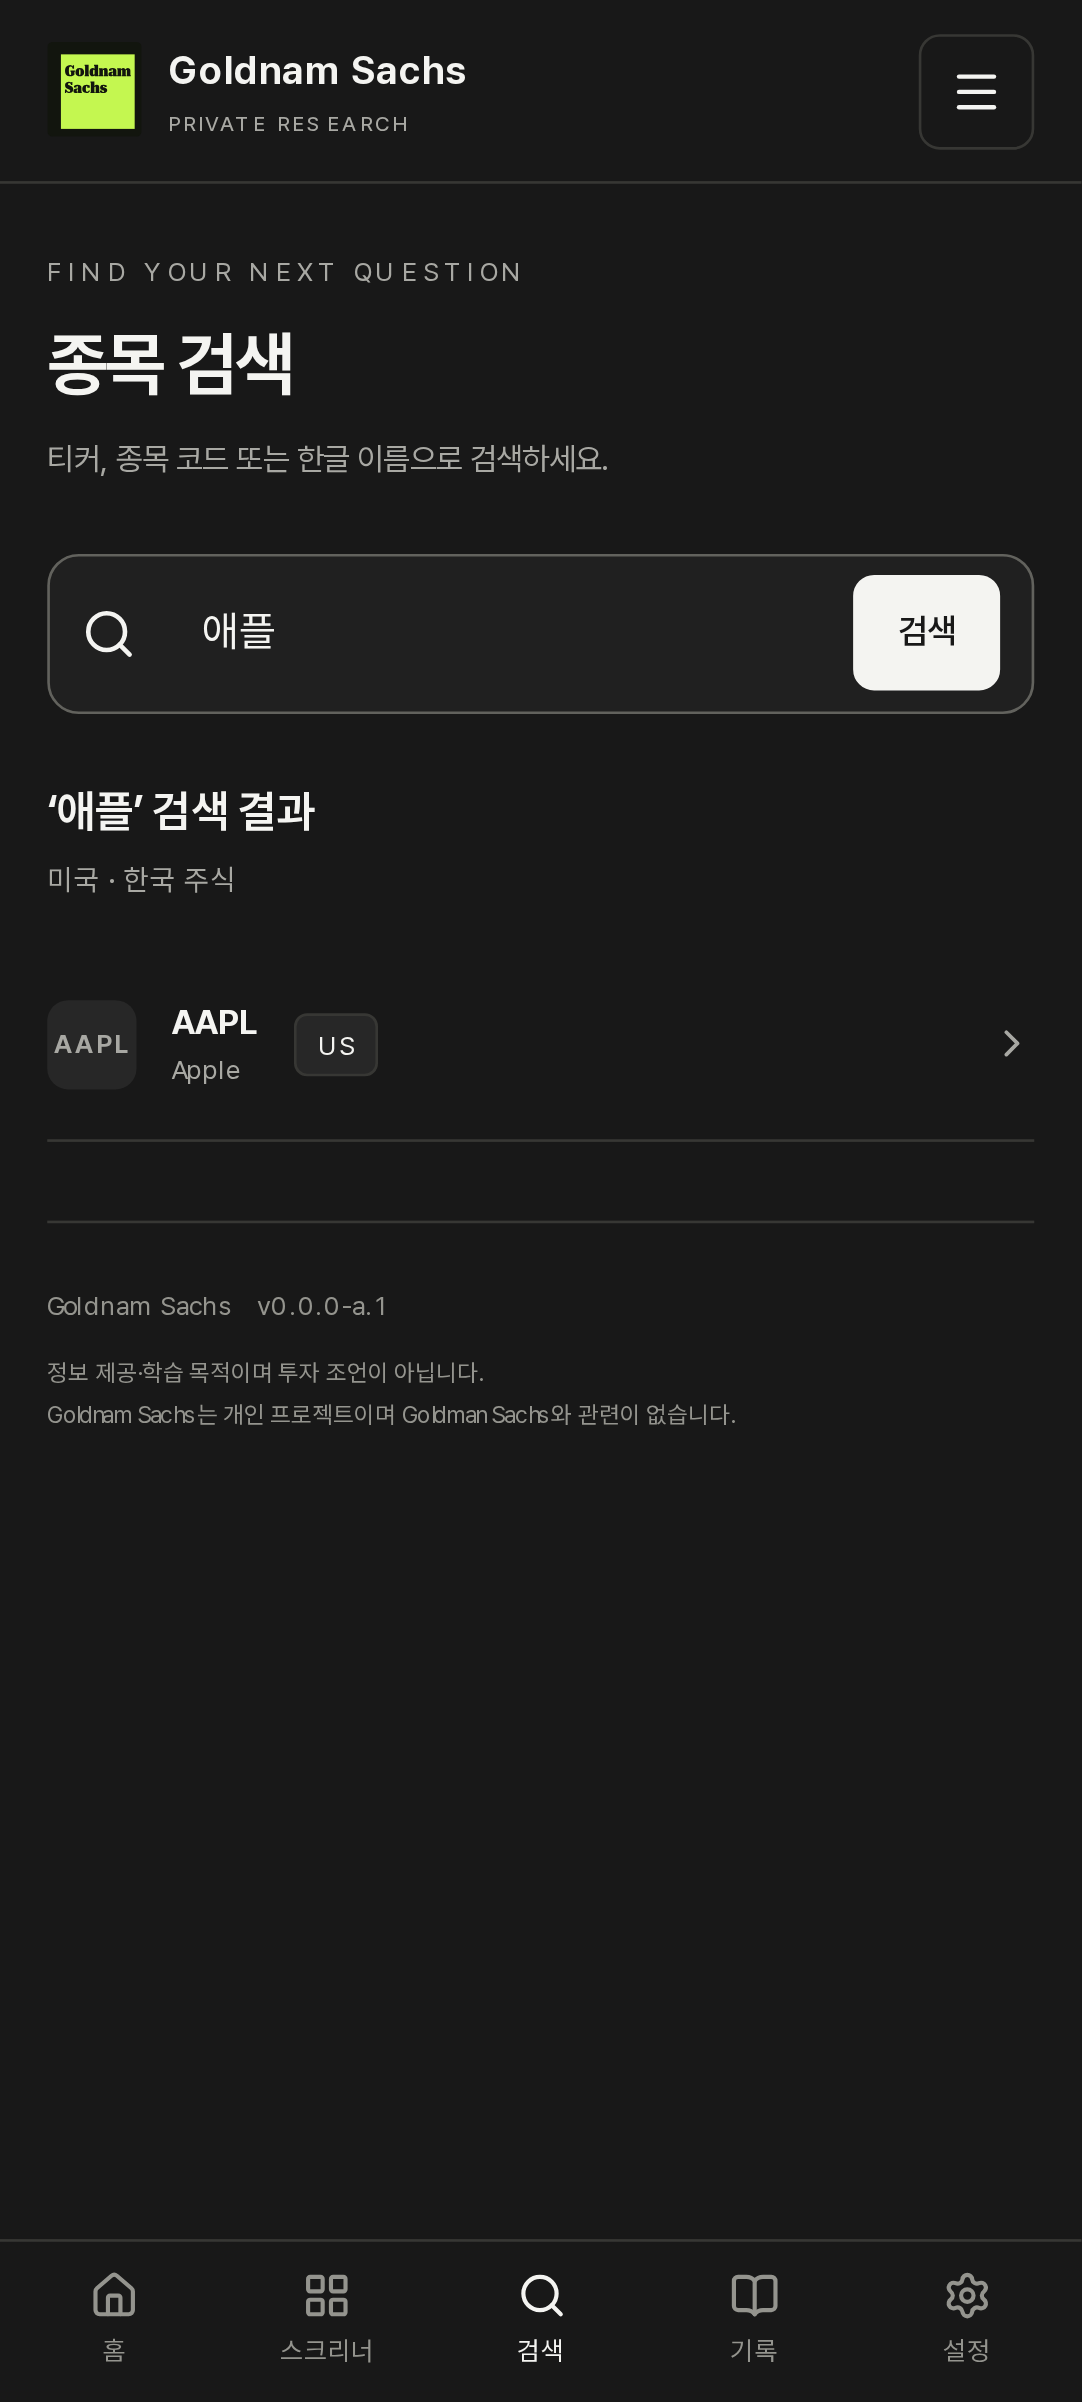 Goldnam
Sachs
Goldnam Sachs
PRIVATE RESEARCH
FIND YOUR NEXT QUESTION
종목 검색
티커, 종목 코드 또는 한글 이름으로 검색하세요.
애플
검색
‘애플’ 검색 결과
미국 · 한국 주식
AAPL
AAPL
US
Apple
Goldnam Sachs v0.0.0-a.1
정보 제공·학습 목적이며 투자 조언이 아닙니다.
Goldnam Sachs는 개인 프로젝트이며 Goldman Sachs와 관련이 없습니다.
홈
스크리너
검색
기록
설정